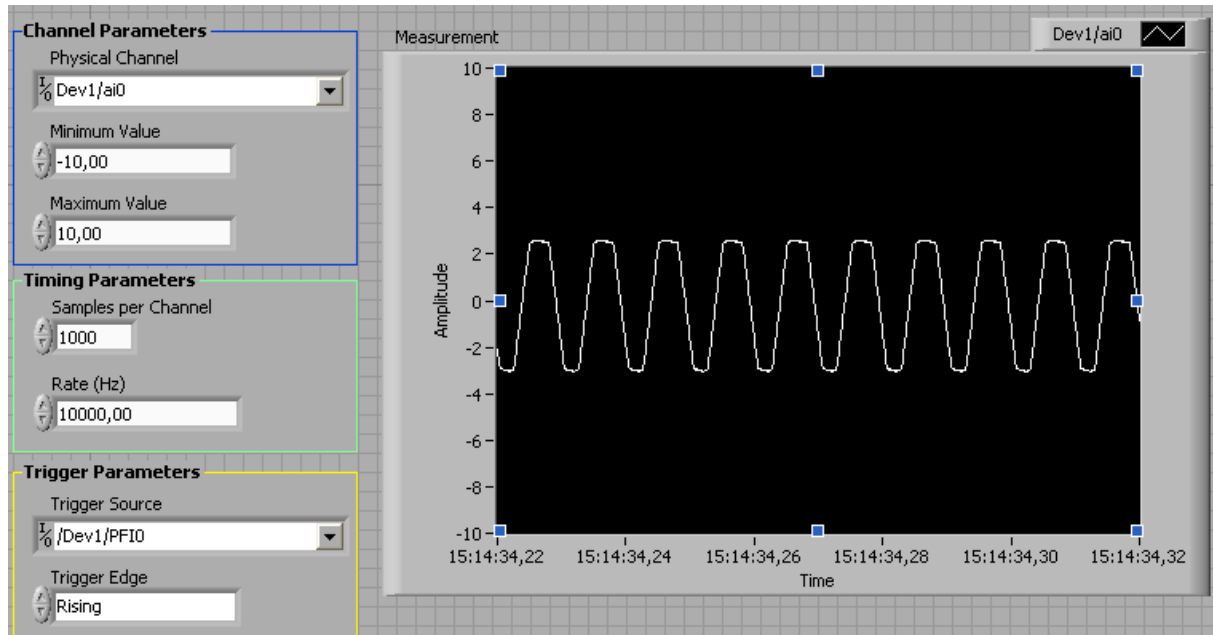 Channel Parameters
Physical Channel
I/0 Dev1/ai0
Minimum Value
-10,00
Maximum Value
10,00
Timing Parameters
Samples per Channel
1000
Rate (Hz)
10000,00
Trigger Parameters
Trigger Source
I/0 /Dev1/PFI0
Trigger Edge
Rising
Measurement
Dev1/ai0
10
8
6
4
2
0
-2
-4
-6
-8
-10
Amplitude
15:14:34,22 15:14:34,24 15:14:34,26 15:14:34,28 15:14:34,30 15:14:34,32
Time